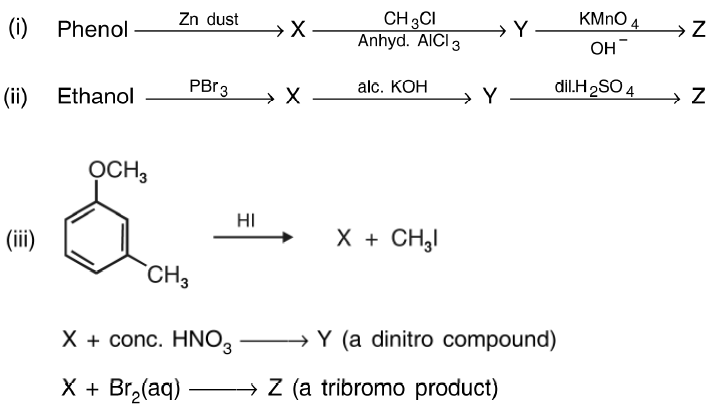 (i) Phenol Zn dust X CH₃Cl Anhyd. AlCl₃ Y KMnO₄ OH⁻ Z
(ii) Ethanol PBr₃ X alc. KOH Y dil.H₂SO₄ Z
OCH₃
(iii) HI X + CH₃I
CH₃
X + conc. HNO₃ ⟶ Y (a dinitro compound)
X + Br₂(aq) ⟶ Z (a tribromo product)